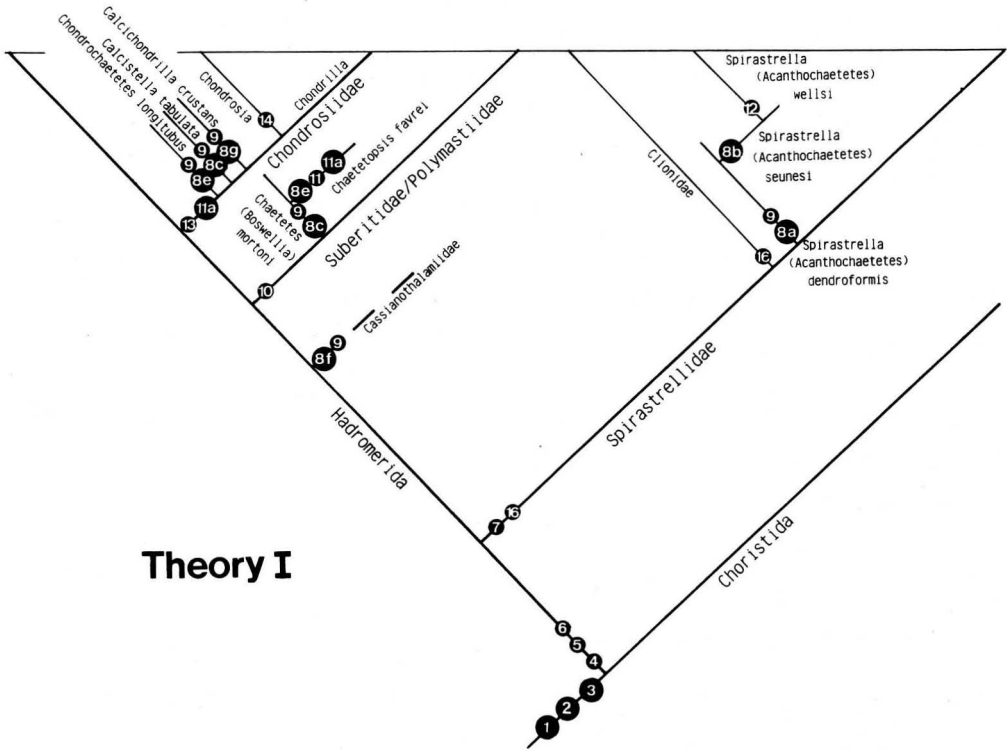 Calcichondrilla crustans
Calcistella tabulata
Chondrochaetetes longitubus
Chondrosia
Chondrilla
Chondrosiidae
14
9
8g
9
8c
9
8e
11a
13
Chaetetopsis favrei
11a
11
8e
Chaetetes
(Boswellia)
mortoni
9
8c
Suberitidae/Polymastiidae
10
Cassianothalamiidae
9
8f
Hadromerida
Clionidae
Spirastrella
(Acanthochaetetes)
wellsi
12
8b
Spirastrella
(Acanthochaetetes)
seunesi
9
8a
16
Spirastrella
(Acanthochaetetes)
dendroformis
Spirastrellidae
16
7
Choristida
Theory I
6
5
4
3
2
1